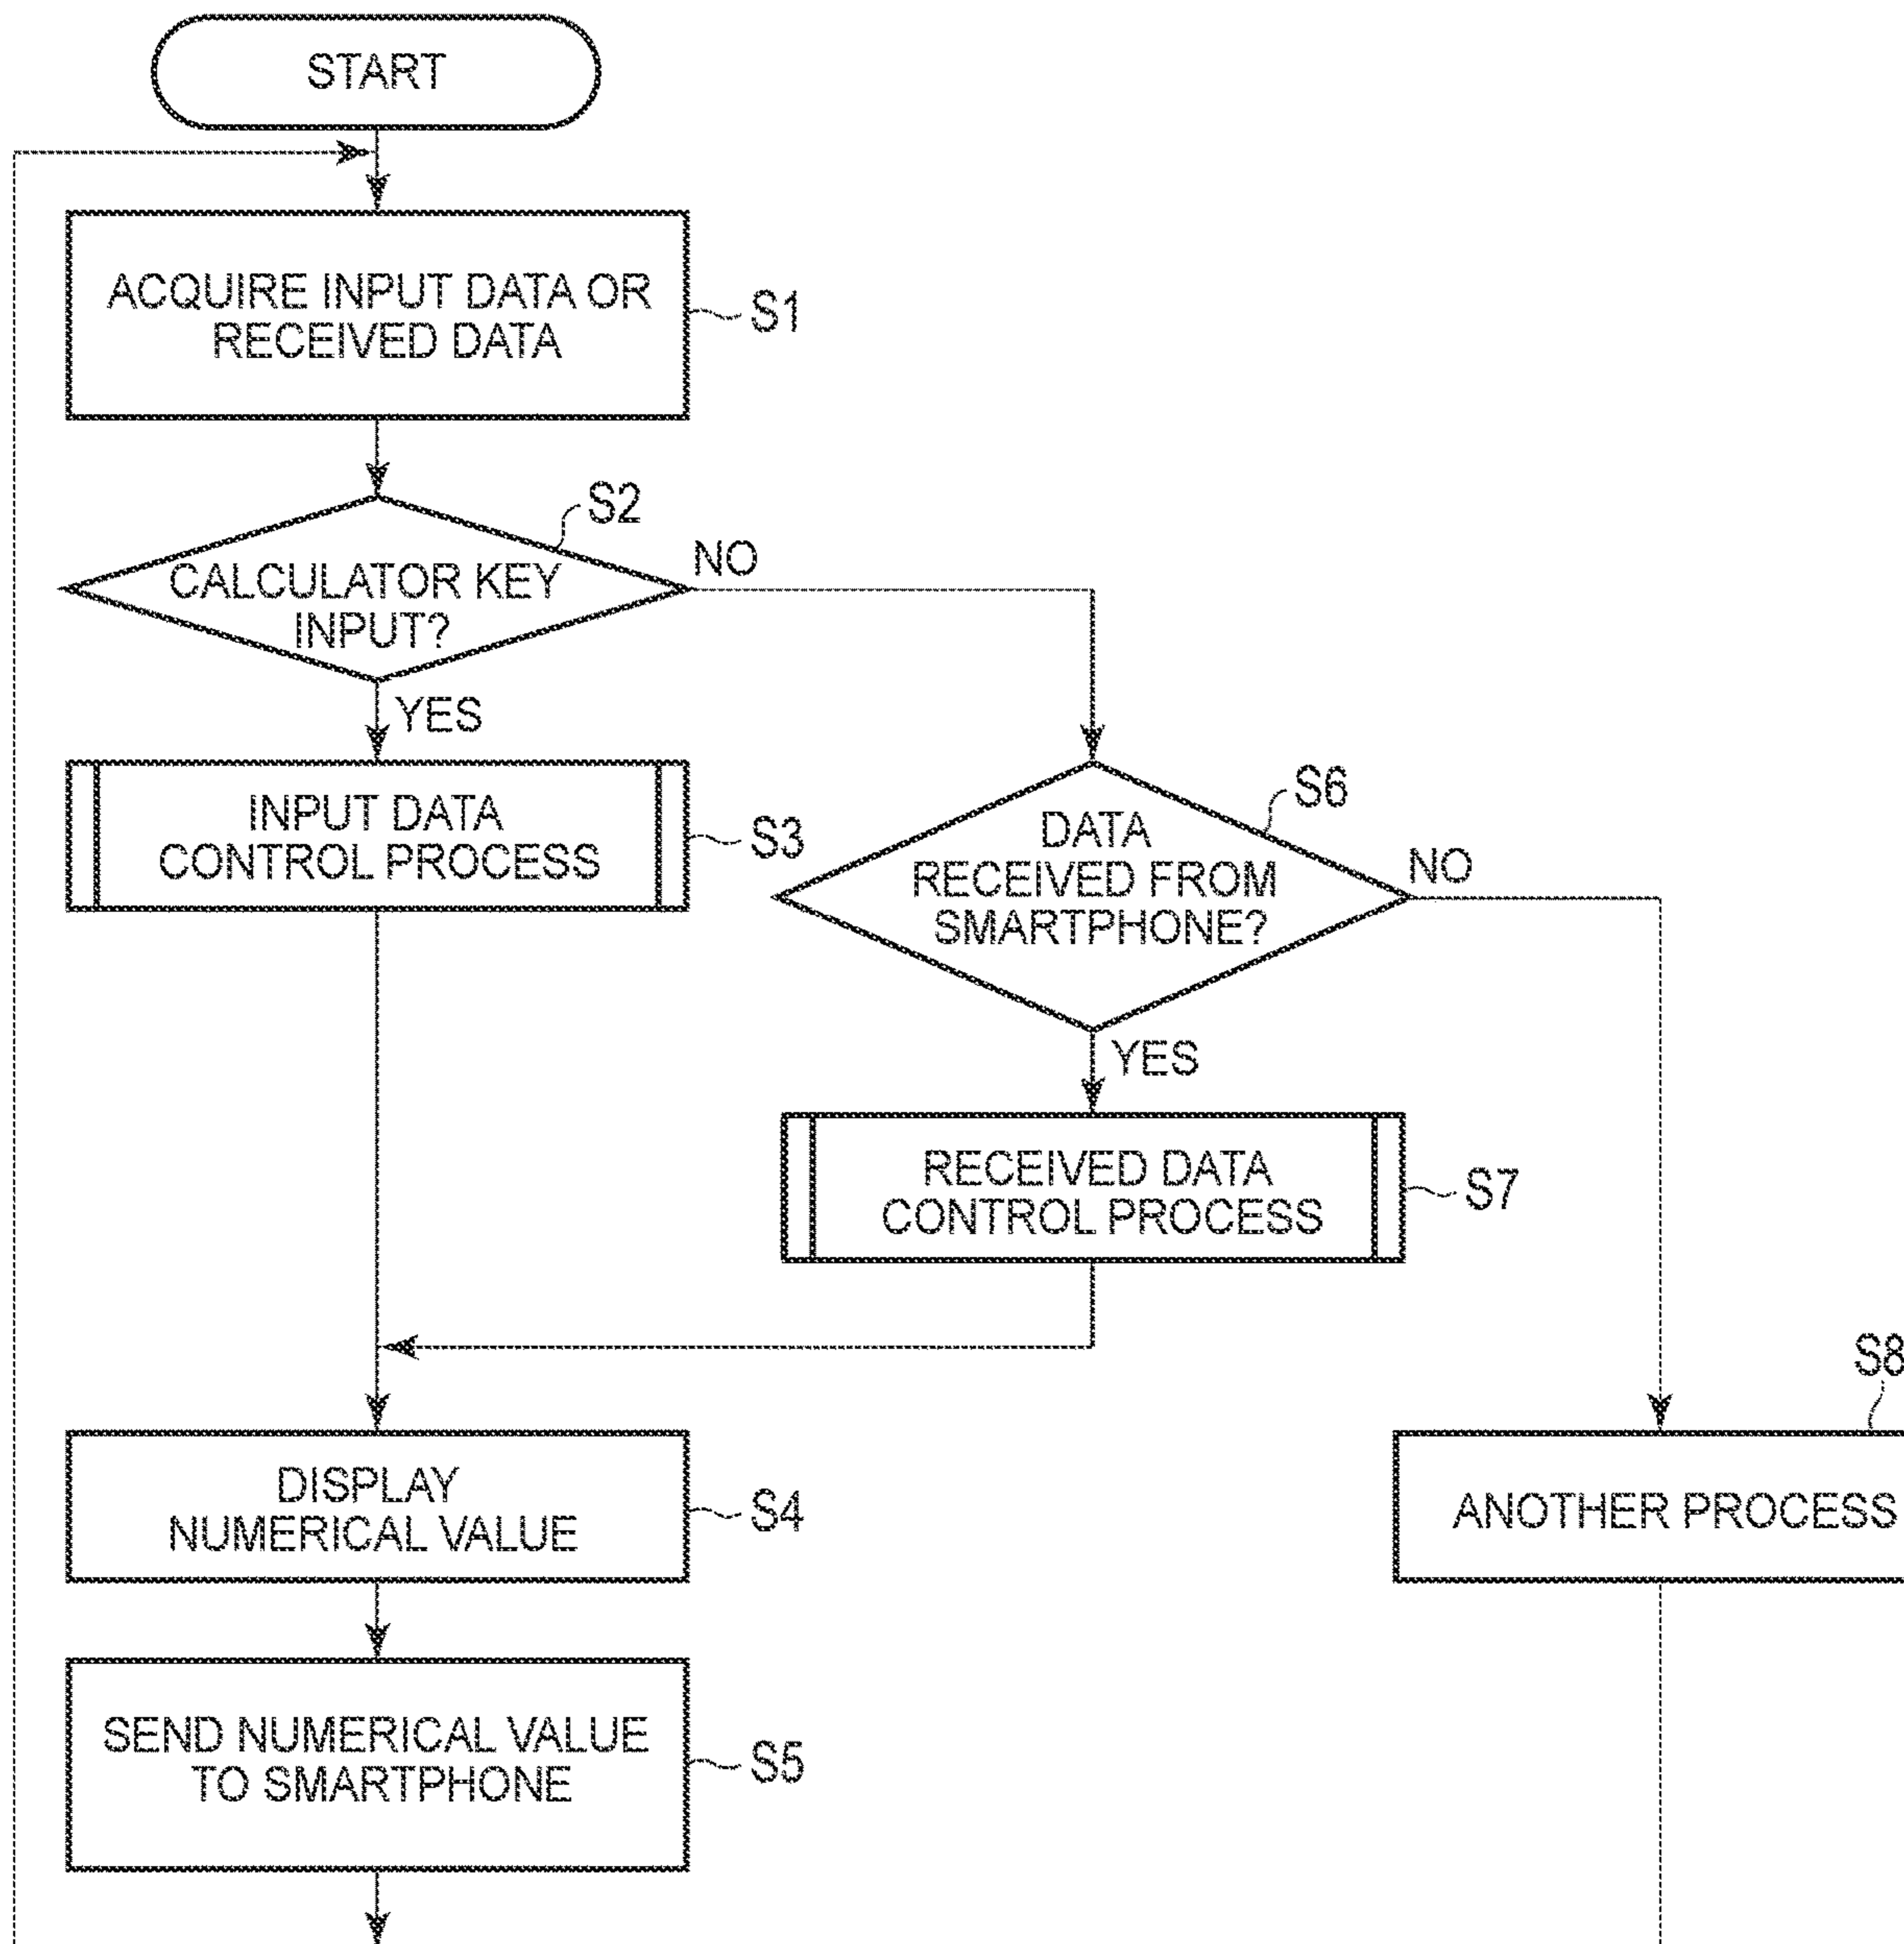 START
ACQUIRE INPUT DATA OR
RECEIVED DATA
S1
S2
CALCULATOR KEY
INPUT?
NO
YES
INPUT DATA
CONTROL PROCESS
S3
S6
DATA
RECEIVED FROM
SMARTPHONE?
NO
YES
RECEIVED DATA
CONTROL PROCESS
S7
DISPLAY
NUMERICAL VALUE
S4
S8
ANOTHER PROCESS
SEND NUMERICAL VALUE
TO SMARTPHONE
S5